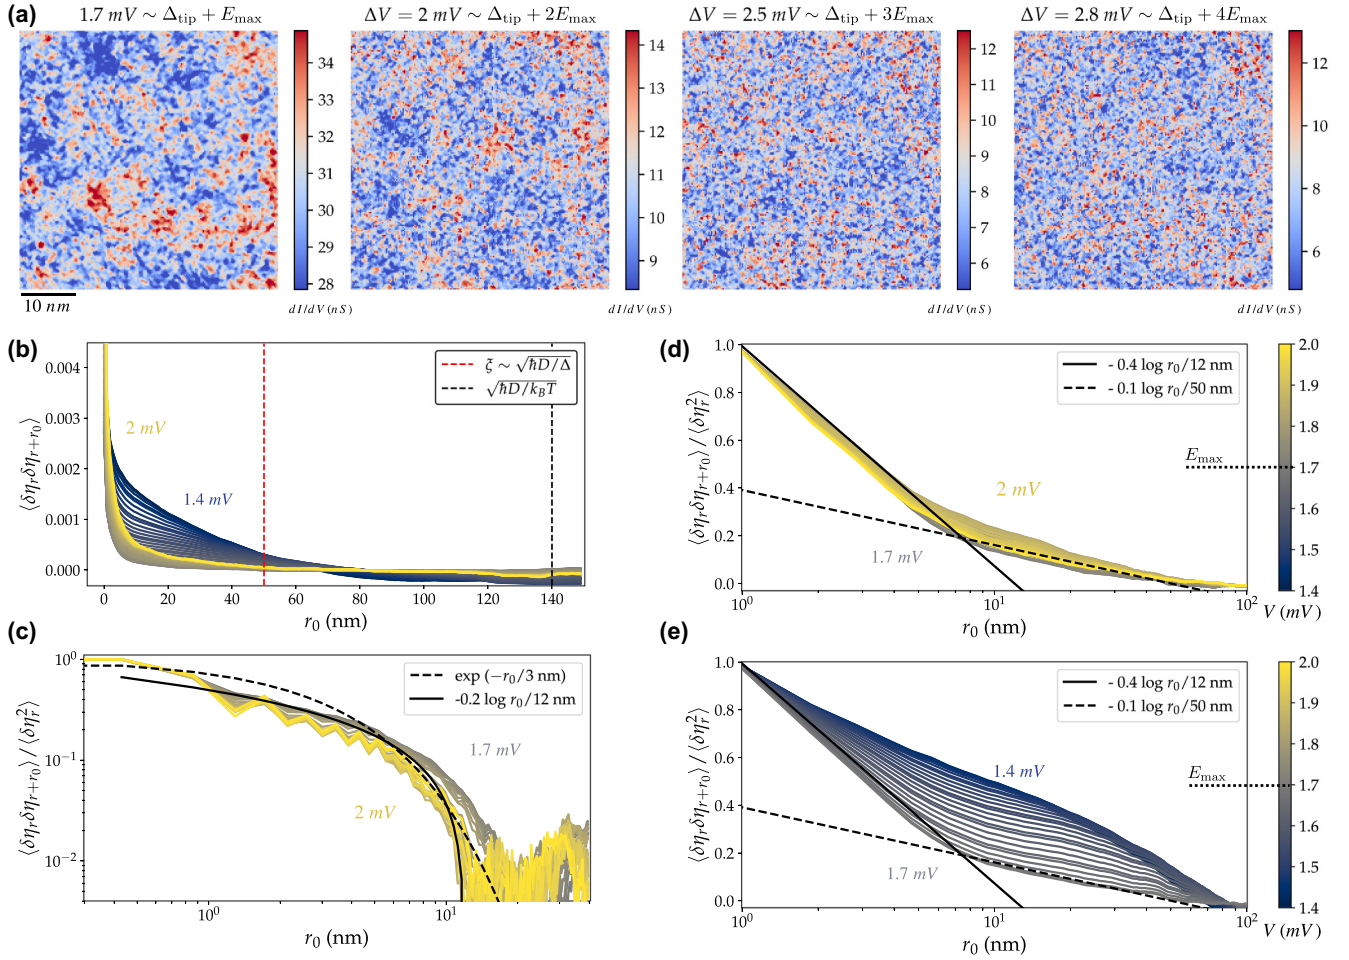 (a)
1.7 mV ∼ Δtip + Emax
ΔV = 2 mV ∼ Δtip + 2Emax
ΔV = 2.5 mV ∼ Δtip + 3Emax
ΔV = 2.8 mV ∼ Δtip + 4Emax
34
33
32
31
30
29
28
dI/dV (nS)
14
13
12
11
10
9
dI/dV (nS)
12
11
10
9
8
7
6
dI/dV (nS)
12
10
8
6
dI/dV (nS)
10 nm
(b)
⟨δηrδηr+r0⟩
0.004
0.003
0.002
0.001
0.000
2 mV
1.4 mV
ξ ∼ √ħD/Δ
√ħD/kBT
0 20 40 60 80 100 120 140
r0 (nm)
(c)
⟨δηrδηr+r0⟩ / ⟨δηr²⟩
10⁰
10⁻¹
10⁻²
exp (−r0/3 nm)
-0.2 log r0/12 nm
1.7 mV
2 mV
10⁰ 10¹
r0 (nm)
(d)
⟨δηrδηr+r0⟩ / ⟨δηr²⟩
1.0
0.8
0.6
0.4
0.2
0.0
- 0.4 log r0/12 nm
- 0.1 log r0/50 nm
Emax
2 mV
1.7 mV
10⁰ 10¹ 10²
r0 (nm)
2.0
1.9
1.8
1.7
1.6
1.5
1.4
V (mV)
(e)
⟨δηrδηr+r0⟩ / ⟨δηr²⟩
1.0
0.8
0.6
0.4
0.2
0.0
- 0.4 log r0/12 nm
- 0.1 log r0/50 nm
1.4 mV
Emax
1.7 mV
10⁰ 10¹ 10²
r0 (nm)
2.0
1.9
1.8
1.7
1.6
1.5
1.4
V (mV)